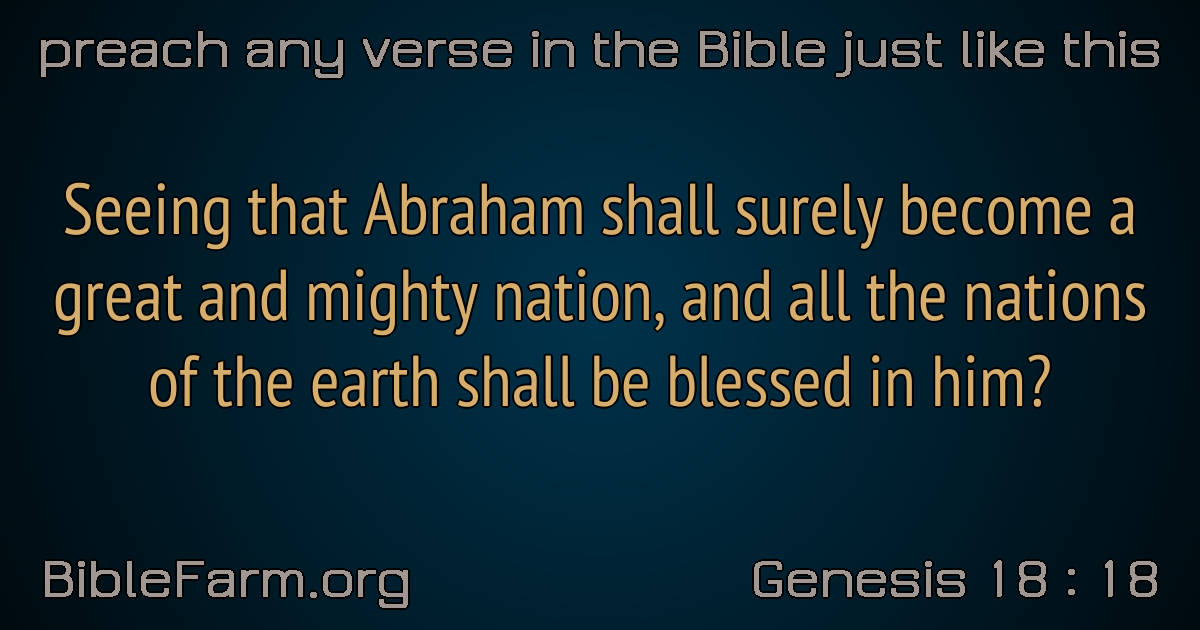 preach any verse in the Bible just like this
Seeing that Abraham shall surely become a
great and mighty nation, and all the nations
of the earth shall be blessed in him?
BibleFarm.org
Genesis 18 : 18